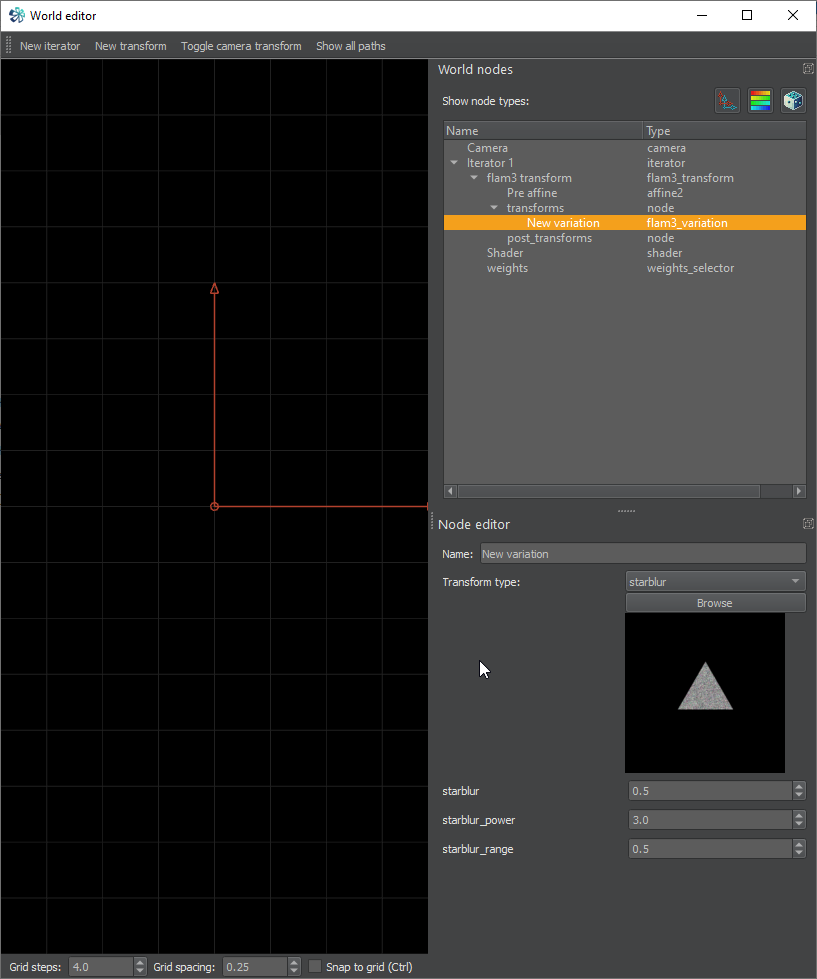 World editor
New iterator New transform Toggle camera transform Show all paths
World nodes
Show node types:
Name Type
Camera camera
Iterator 1 iterator
flam3 transform flam3_transform
Pre affine affine2
transforms node
New variation flam3_variation
post_transforms node
Shader shader
weights weights_selector
Node editor
Name: New variation
Transform type: starblur
Browse
starblur 0.5
starblur_power 3.0
starblur_range 0.5
Grid steps: 4.0 Grid spacing: 0.25 Snap to grid (Ctrl)